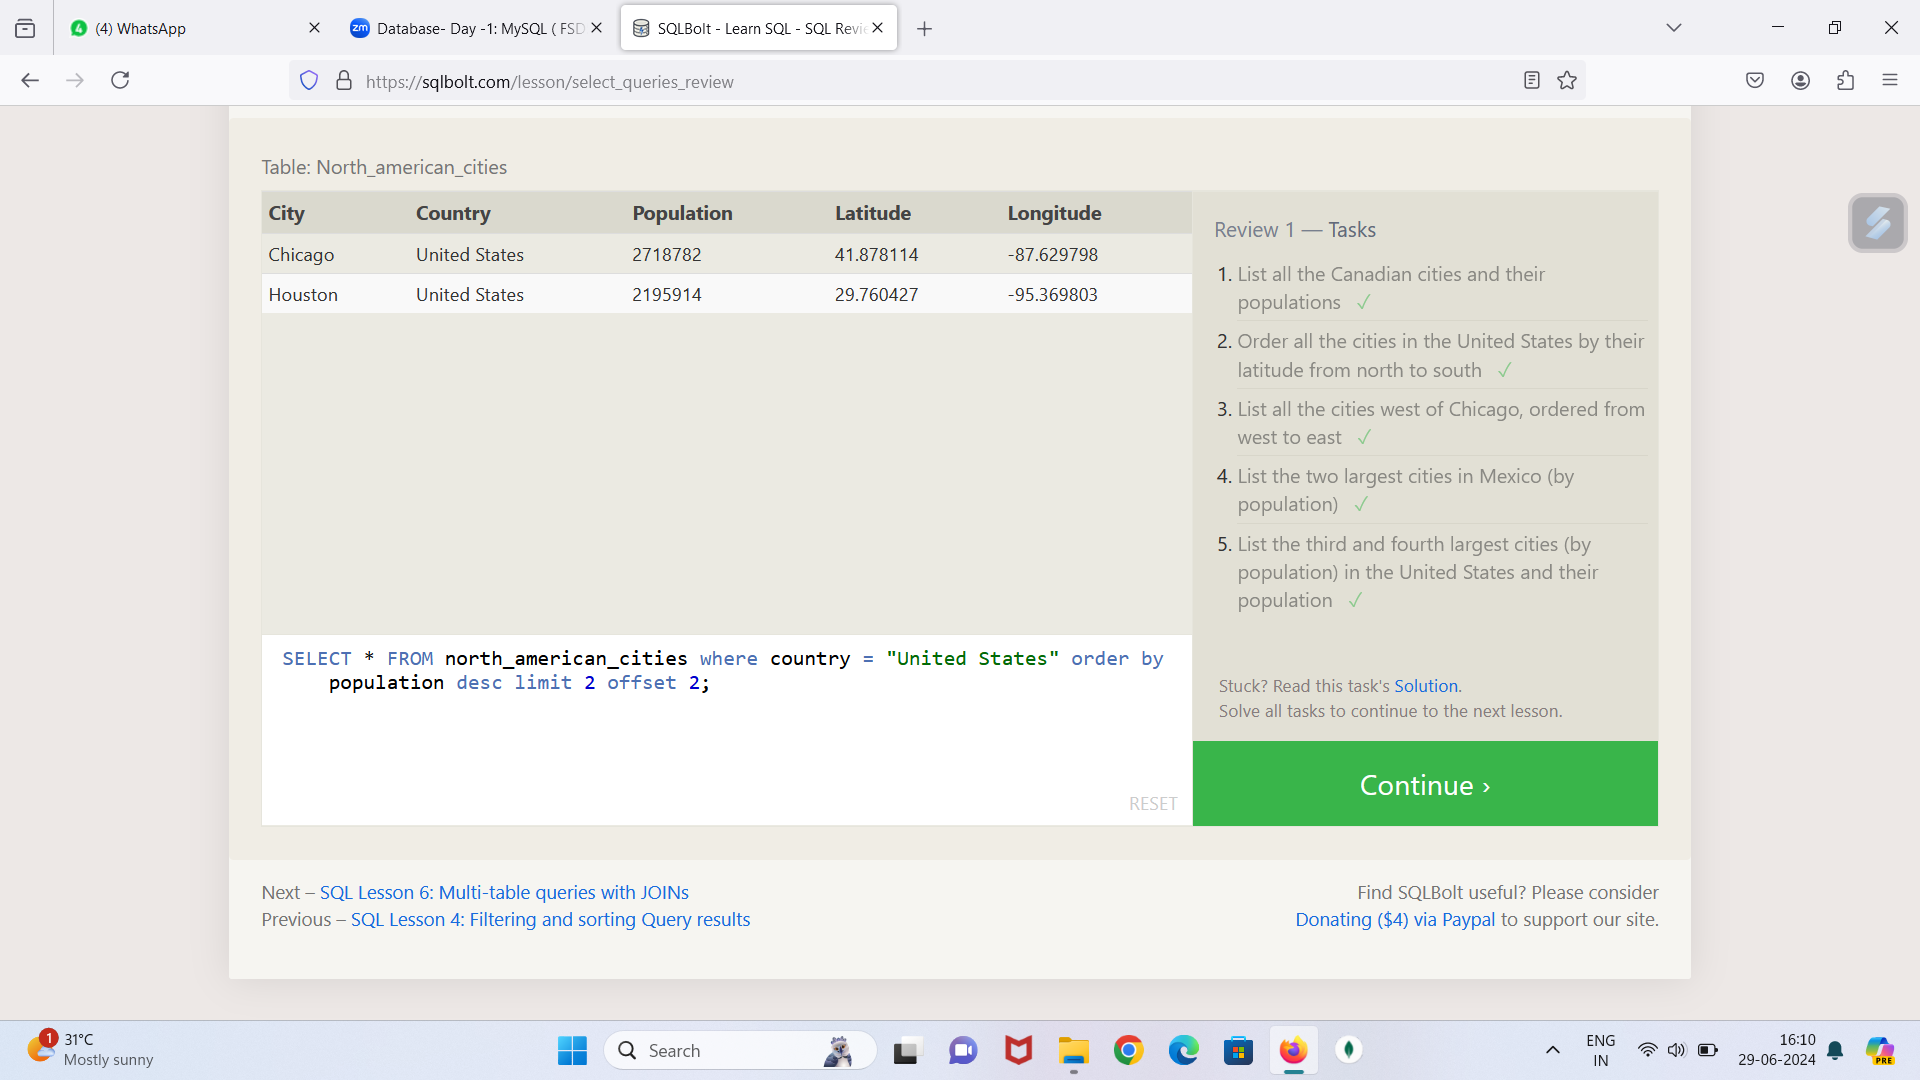 (4) WhatsApp
zm Database- Day -1: MySQL ( FSD
SQLBolt - Learn SQL - SQL Revie
https://sqlbolt.com/lesson/select_queries_review
Table: North_american_cities
City Country Population Latitude Longitude
Chicago United States 2718782 41.878114 -87.629798
Houston United States 2195914 29.760427 -95.369803
Review 1 — Tasks
1. List all the Canadian cities and their
populations ✓
2. Order all the cities in the United States by their
latitude from north to south ✓
3. List all the cities west of Chicago, ordered from
west to east ✓
4. List the two largest cities in Mexico (by
population) ✓
5. List the third and fourth largest cities (by
population) in the United States and their
population ✓
SELECT * FROM north_american_cities where country = "United States" order by
population desc limit 2 offset 2;
RESET
Stuck? Read this task's Solution.
Solve all tasks to continue to the next lesson.
Continue ›
Next – SQL Lesson 6: Multi-table queries with JOINs
Previous – SQL Lesson 4: Filtering and sorting Query results
Find SQLBolt useful? Please consider
Donating ($4) via Paypal to support our site.
1
31°C
Mostly sunny
Search
ENG
IN
16:10
29-06-2024
PRE